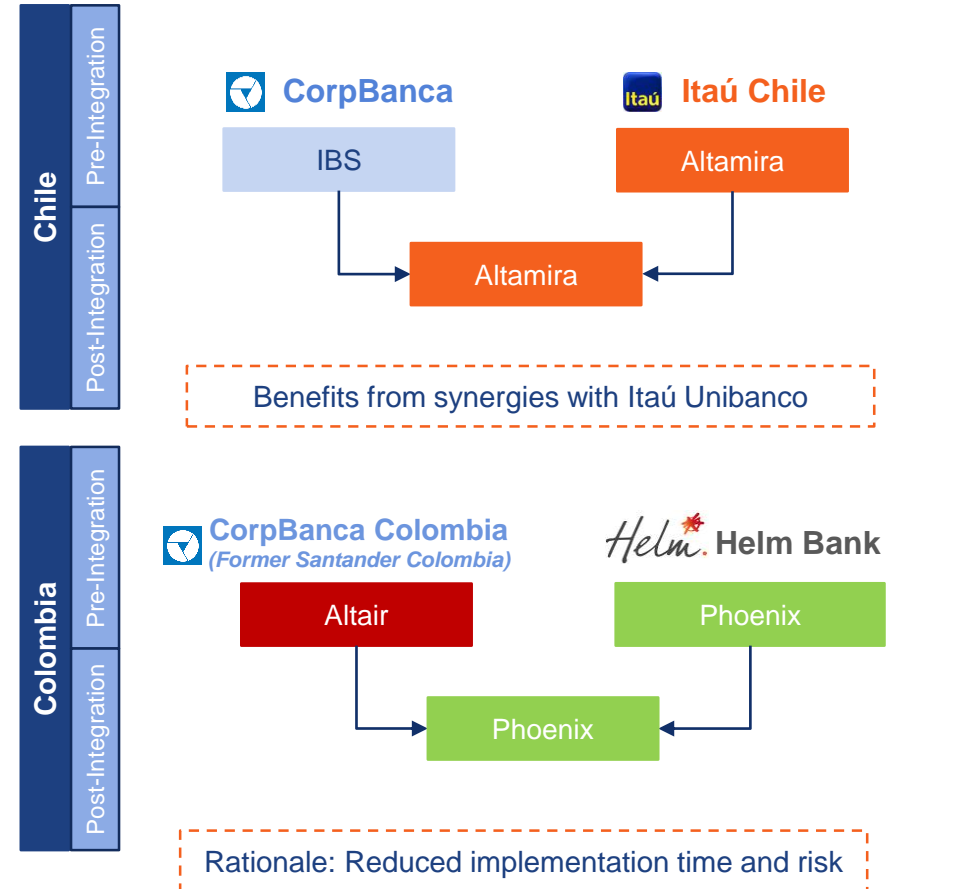 Chile
Pre-Integration
Post-Integration
CorpBanca
Itaú
Itaú Chile
IBS
Altamira
Altamira
Benefits from synergies with Itaú Unibanco
Colombia
Pre-Integration
Post-Integration
CorpBanca Colombia
(Former Santander Colombia)
Helm.
Helm Bank
Altair
Phoenix
Phoenix
Rationale: Reduced implementation time and risk